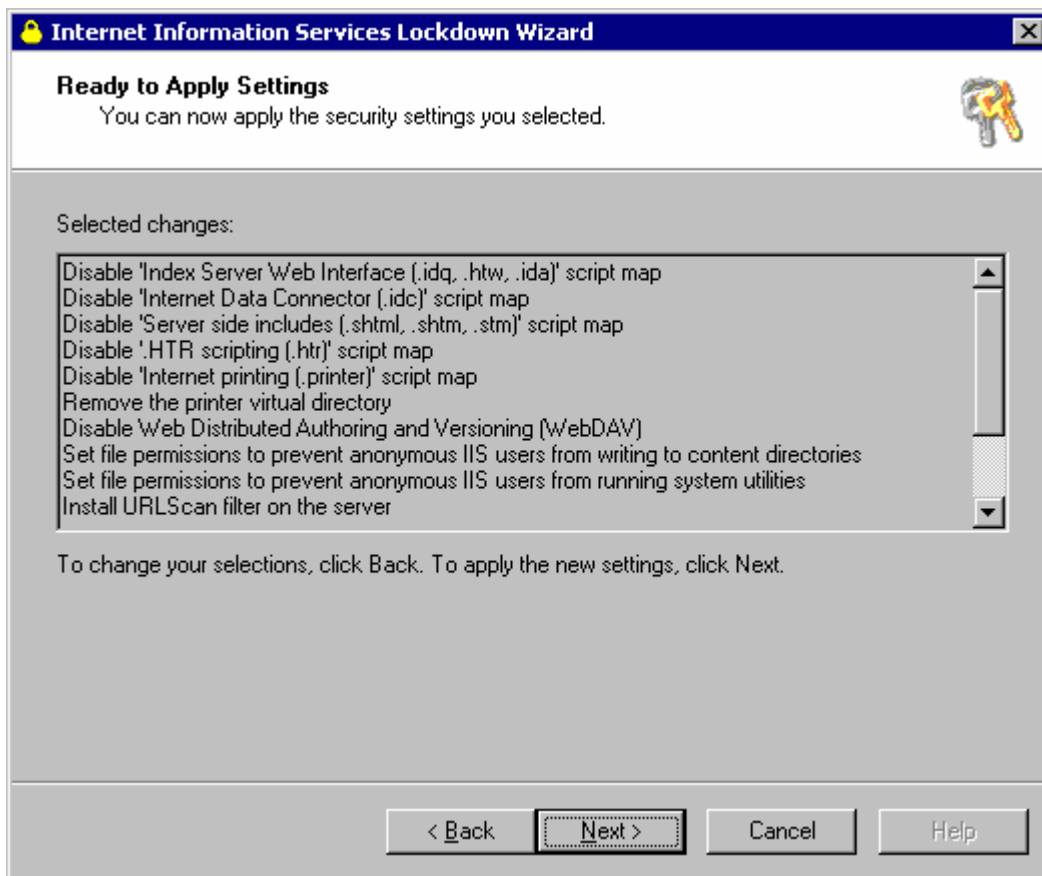 Internet Information Services Lockdown Wizard
Ready to Apply Settings
You can now apply the security settings you selected.
Selected changes:
Disable 'Index Server Web Interface (.idq, .htw, .ida)' script map
Disable 'Internet Data Connector (.idc)' script map
Disable 'Server side includes (.shtml, .shtm, .stm)' script map
Disable '.HTR scripting (.htr)' script map
Disable 'Internet printing (.printer)' script map
Remove the printer virtual directory
Disable Web Distributed Authoring and Versioning (WebDAV)
Set file permissions to prevent anonymous IIS users from writing to content directories
Set file permissions to prevent anonymous IIS users from running system utilities
Install URLScan filter on the server
To change your selections, click Back. To apply the new settings, click Next.
< Back Next > Cancel Help